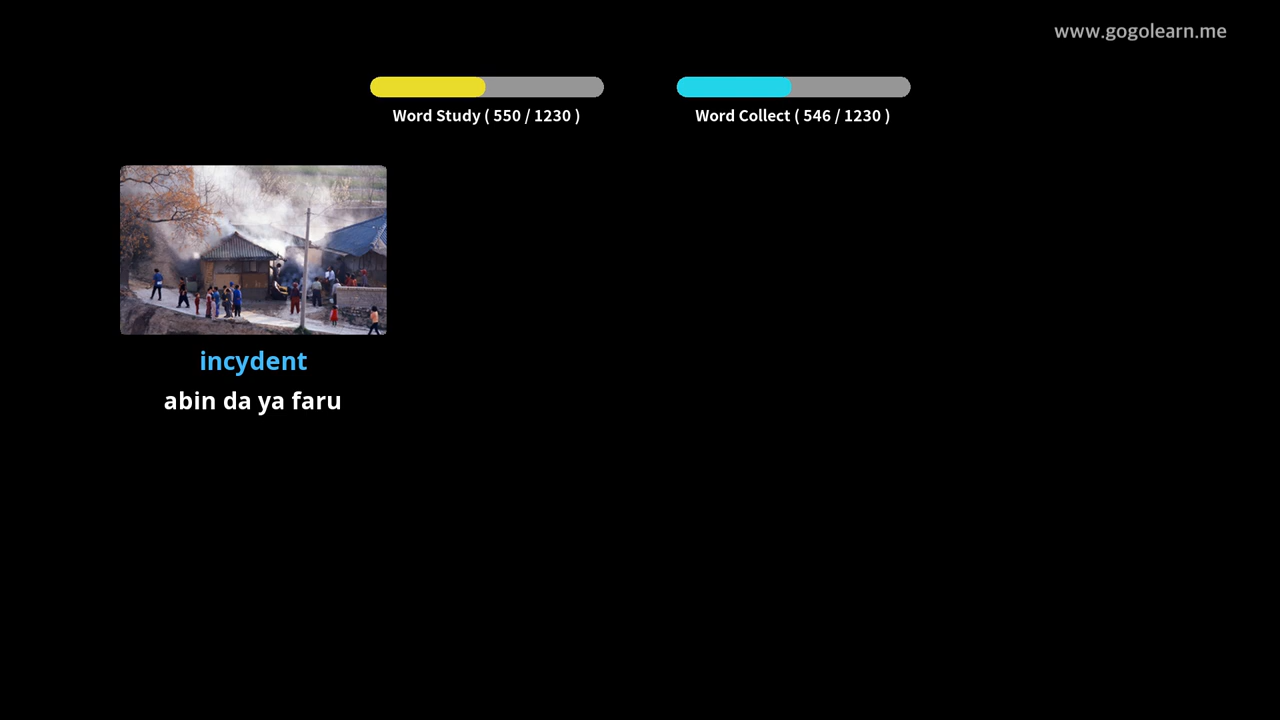 www.gogolearn.me
Word Study ( 550 / 1230 )
Word Collect ( 546 / 1230 )
incydent
abin da ya faru